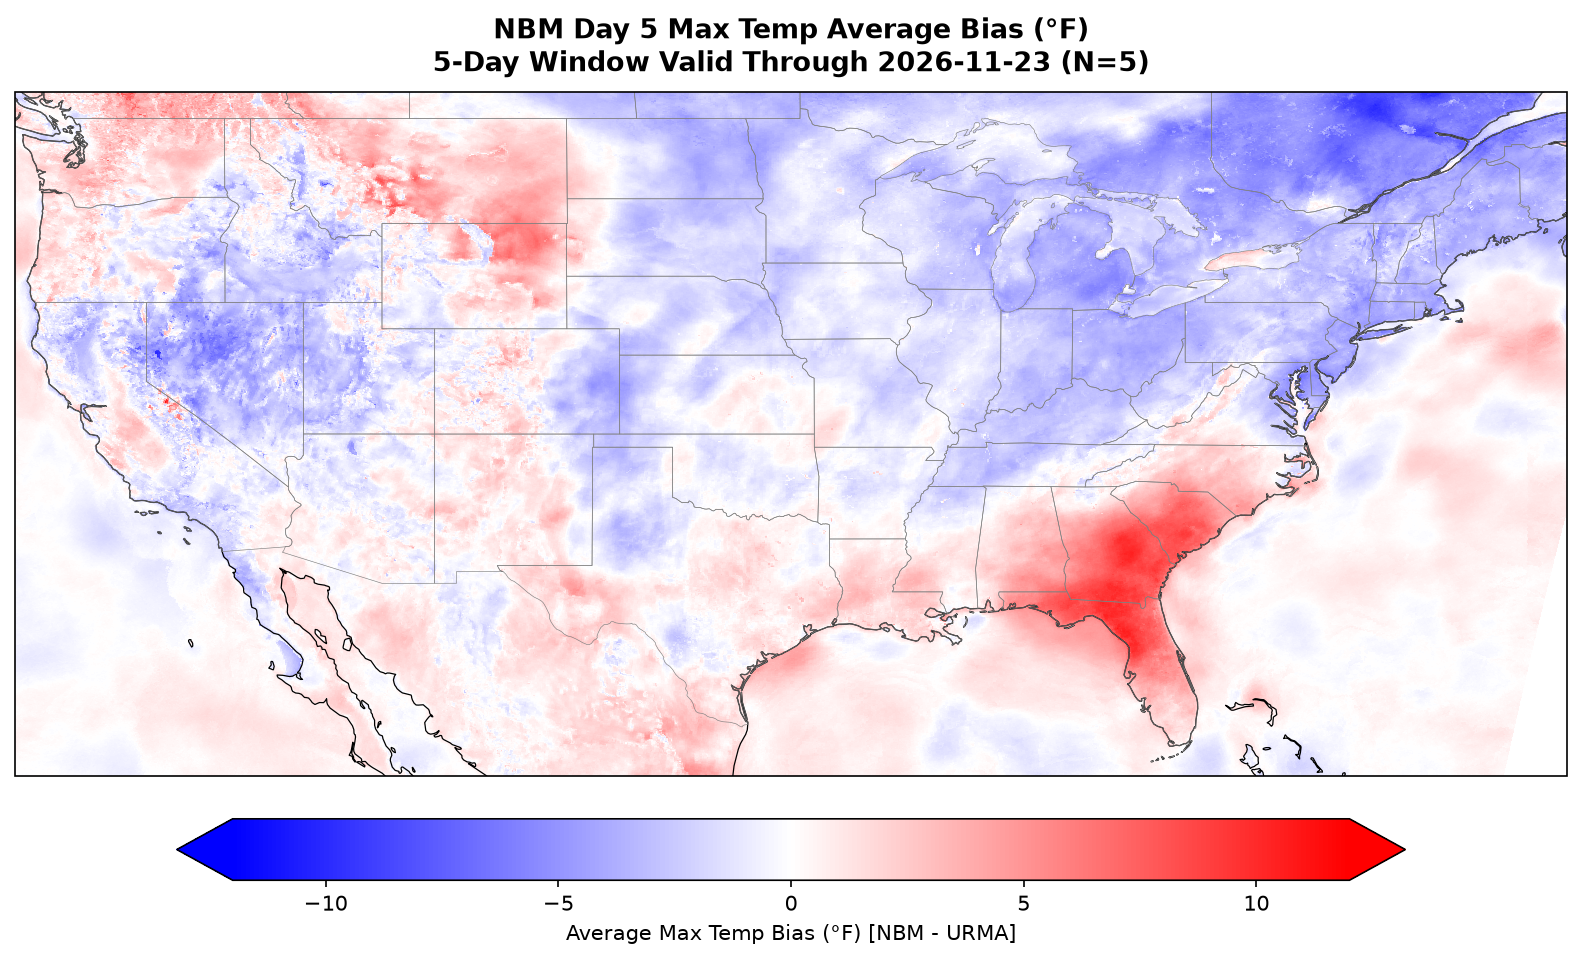 NBM Day 5 Max Temp Average Bias (°F)
5-Day Window Valid Through 2026-11-23 (N=5)
−10
−5
0
5
10
Average Max Temp Bias (°F) [NBM - URMA]